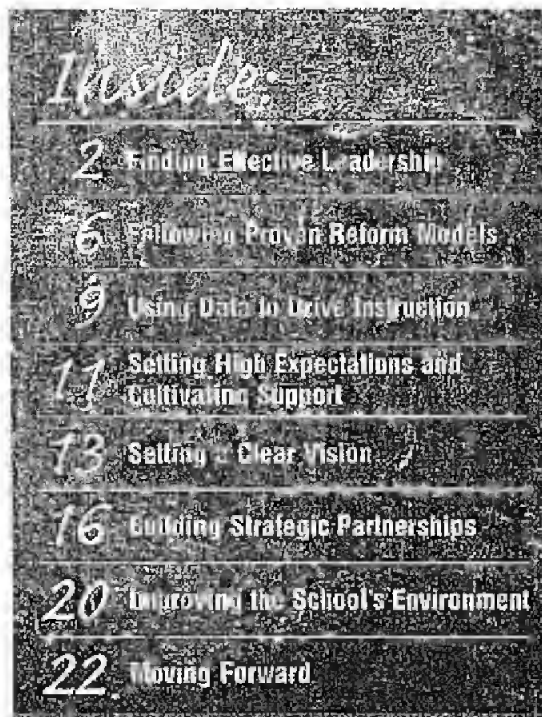 Inside:
2 Finding Effective Leadership
6 Following Proven Reform Models
9 Using Data to Drive Instruction
11 Setting High Expectations and
Cultivating Support
13 Setting a Clear Vision
16 Building Strategic Partnerships
20 Improving the School's Environment
22 Moving Forward